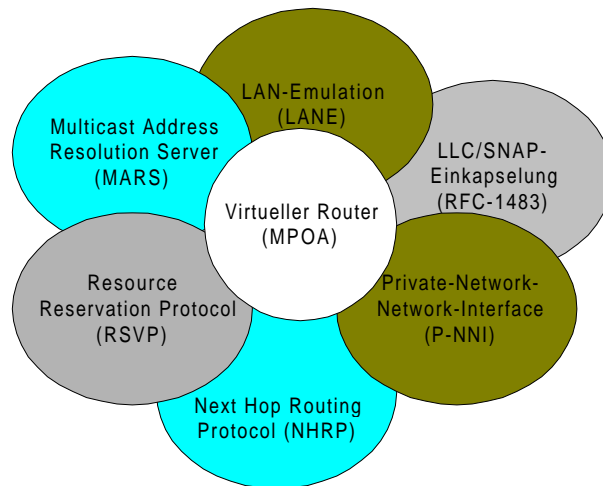 LAN-Emulation
(LANE)
Multicast Address
Resolution Server
(MARS)
LLC/SNAP-
Einkapselung
(RFC-1483)
Virtueller Router
(MPOA)
Resource
Reservation Protocol
(RSVP)
Private-Network-
Network-Interface
(P-NNI)
Next Hop Routing
Protocol (NHRP)